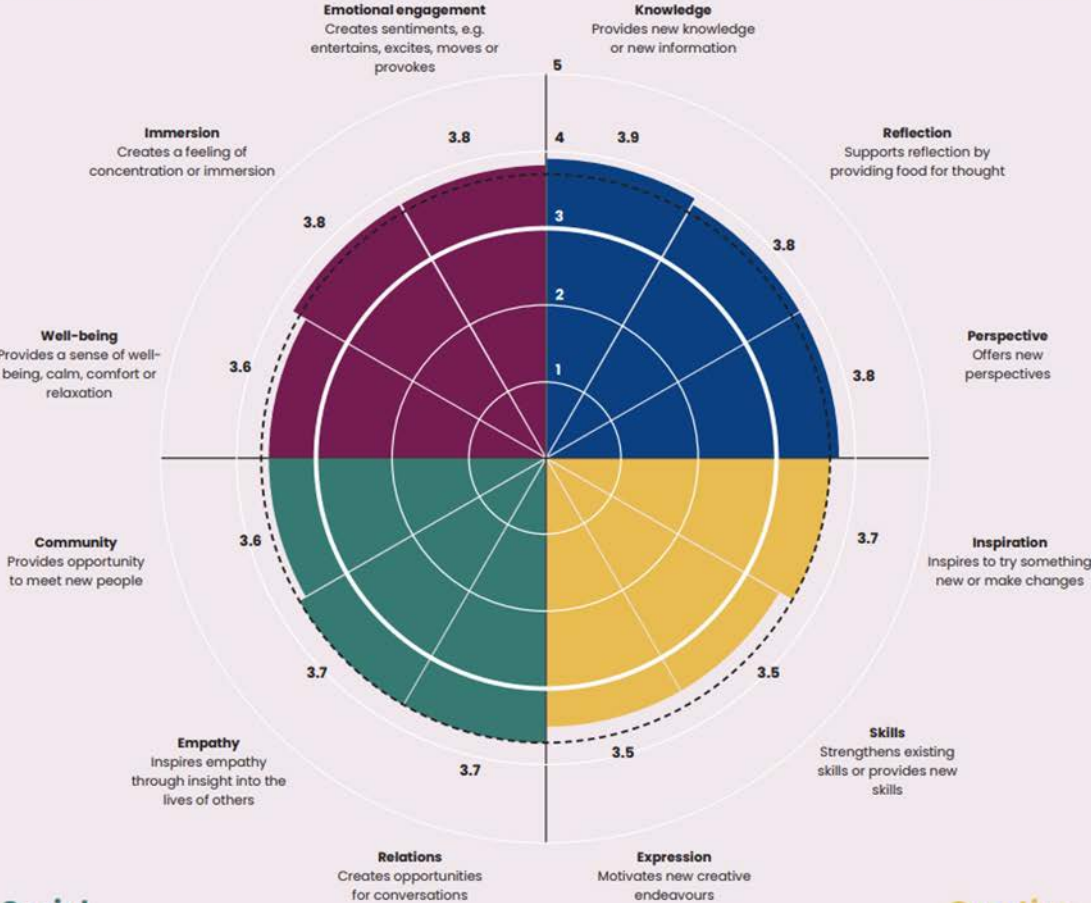 Emotional engagement
Creates sentiments, e.g.
entertains, excites, moves or
provokes
Knowledge
Provides new knowledge
or new information
5
Immersion
Creates a feeling of
concentration or immersion
3.8
4
3.9
Reflection
Supports reflection by
providing food for thought
3.8
3
3.8
2
Well-being
Provides a sense of well-
being, calm, comfort or
relaxation
3.6
1
3.8
Perspective
Offers new
perspectives
Community
Provides opportunity
to meet new people
3.6
3.7
Inspiration
Inspires to try something
new or make changes
3.7
3.5
Empathy
Inspires empathy
through insight into the
lives of others
3.7
3.5
Skills
Strengthens existing
skills or provides new
skills
Relations
Creates opportunities
for conversations
Expression
Motivates new creative
endeavours